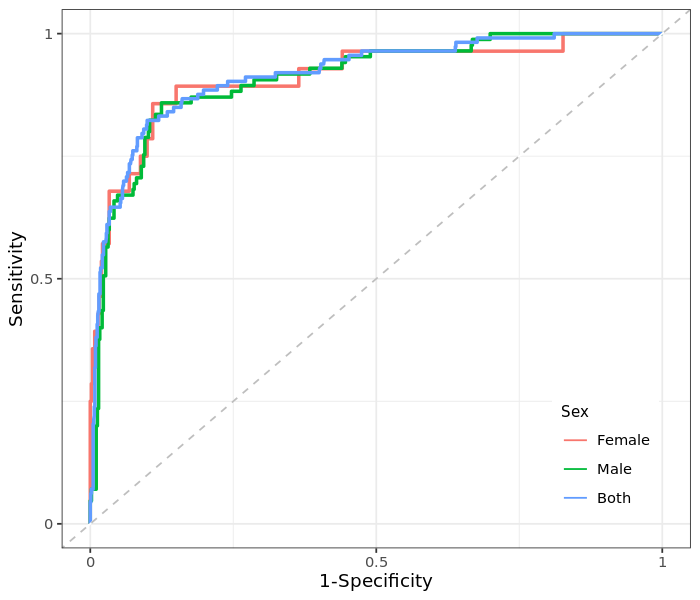 1
0.5
0
Sensitivity
Sex
Female
Male
Both
0
0.5
1
1-Specificity